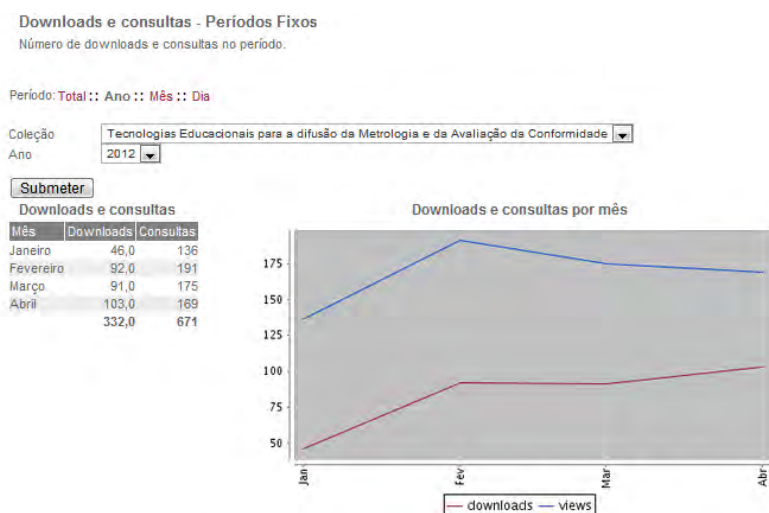 Downloads e consultas - Períodos Fixos
Número de downloads e consultas no período.
Período: Total :: Ano :: Mês :: Dia
Coleção Tecnologias Educacionais para a difusão da Metrologia e da Avaliação da Conformidade
Ano 2012
Submeter
Downloads e consultas
Mês Downloads Consultas
Janeiro 46,0 136
Fevereiro 92,0 191
Março 91,0 175
Abril 103,0 169
332,0 671
Downloads e consultas por mês
175
150
125
100
75
50
Jan Fev Mar Abr
downloads views